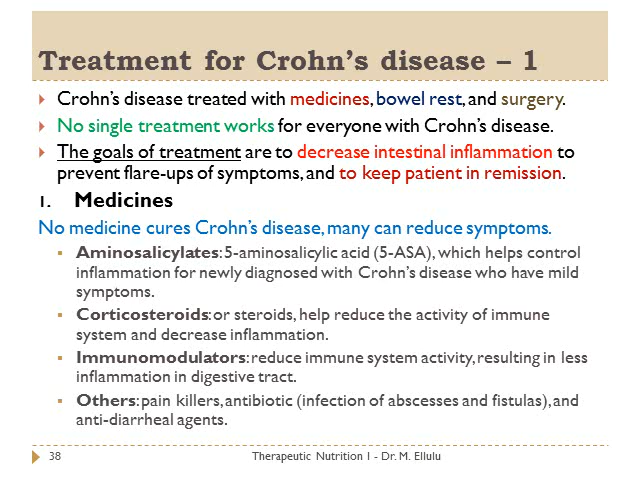 Treatment for Crohn's disease – 1
Crohn's disease treated with medicines, bowel rest, and surgery.
No single treatment works for everyone with Crohn's disease.
The goals of treatment are to decrease intestinal inflammation to
prevent flare-ups of symptoms, and to keep patient in remission.
1. Medicines
No medicine cures Crohn's disease, many can reduce symptoms.
Aminosalicylates: 5-aminosalicylic acid (5-ASA), which helps control
inflammation for newly diagnosed with Crohn's disease who have mild
symptoms.
Corticosteroids: or steroids, help reduce the activity of immune
system and decrease inflammation.
Immunomodulators: reduce immune system activity, resulting in less
inflammation in digestive tract.
Others: pain killers, antibiotic (infection of abscesses and fistulas), and
anti-diarrheal agents.
38 Therapeutic Nutrition I - Dr. M. Ellulu